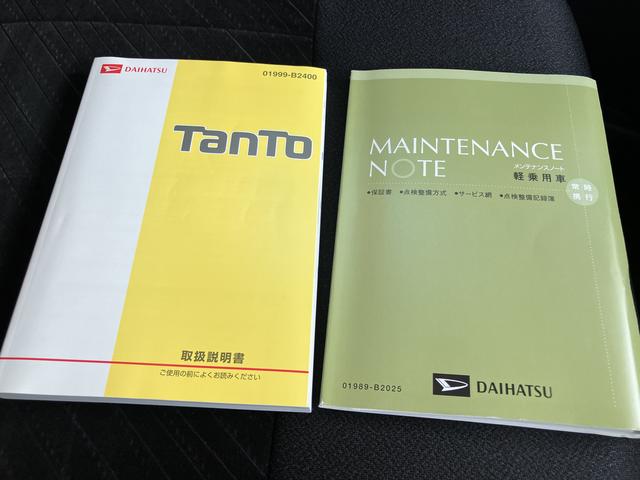 DAIHATSU
01999-B2400
TanTo
取扱説明書
ご使用の前によくお読みください
MAINTENANCE
NOTE
メンテナンスノート
軽乗用車
•保証書 •点検整備方式 •サービス網 •点検整備記録簿
常時
携行
01989-B2025
DAIHATSU